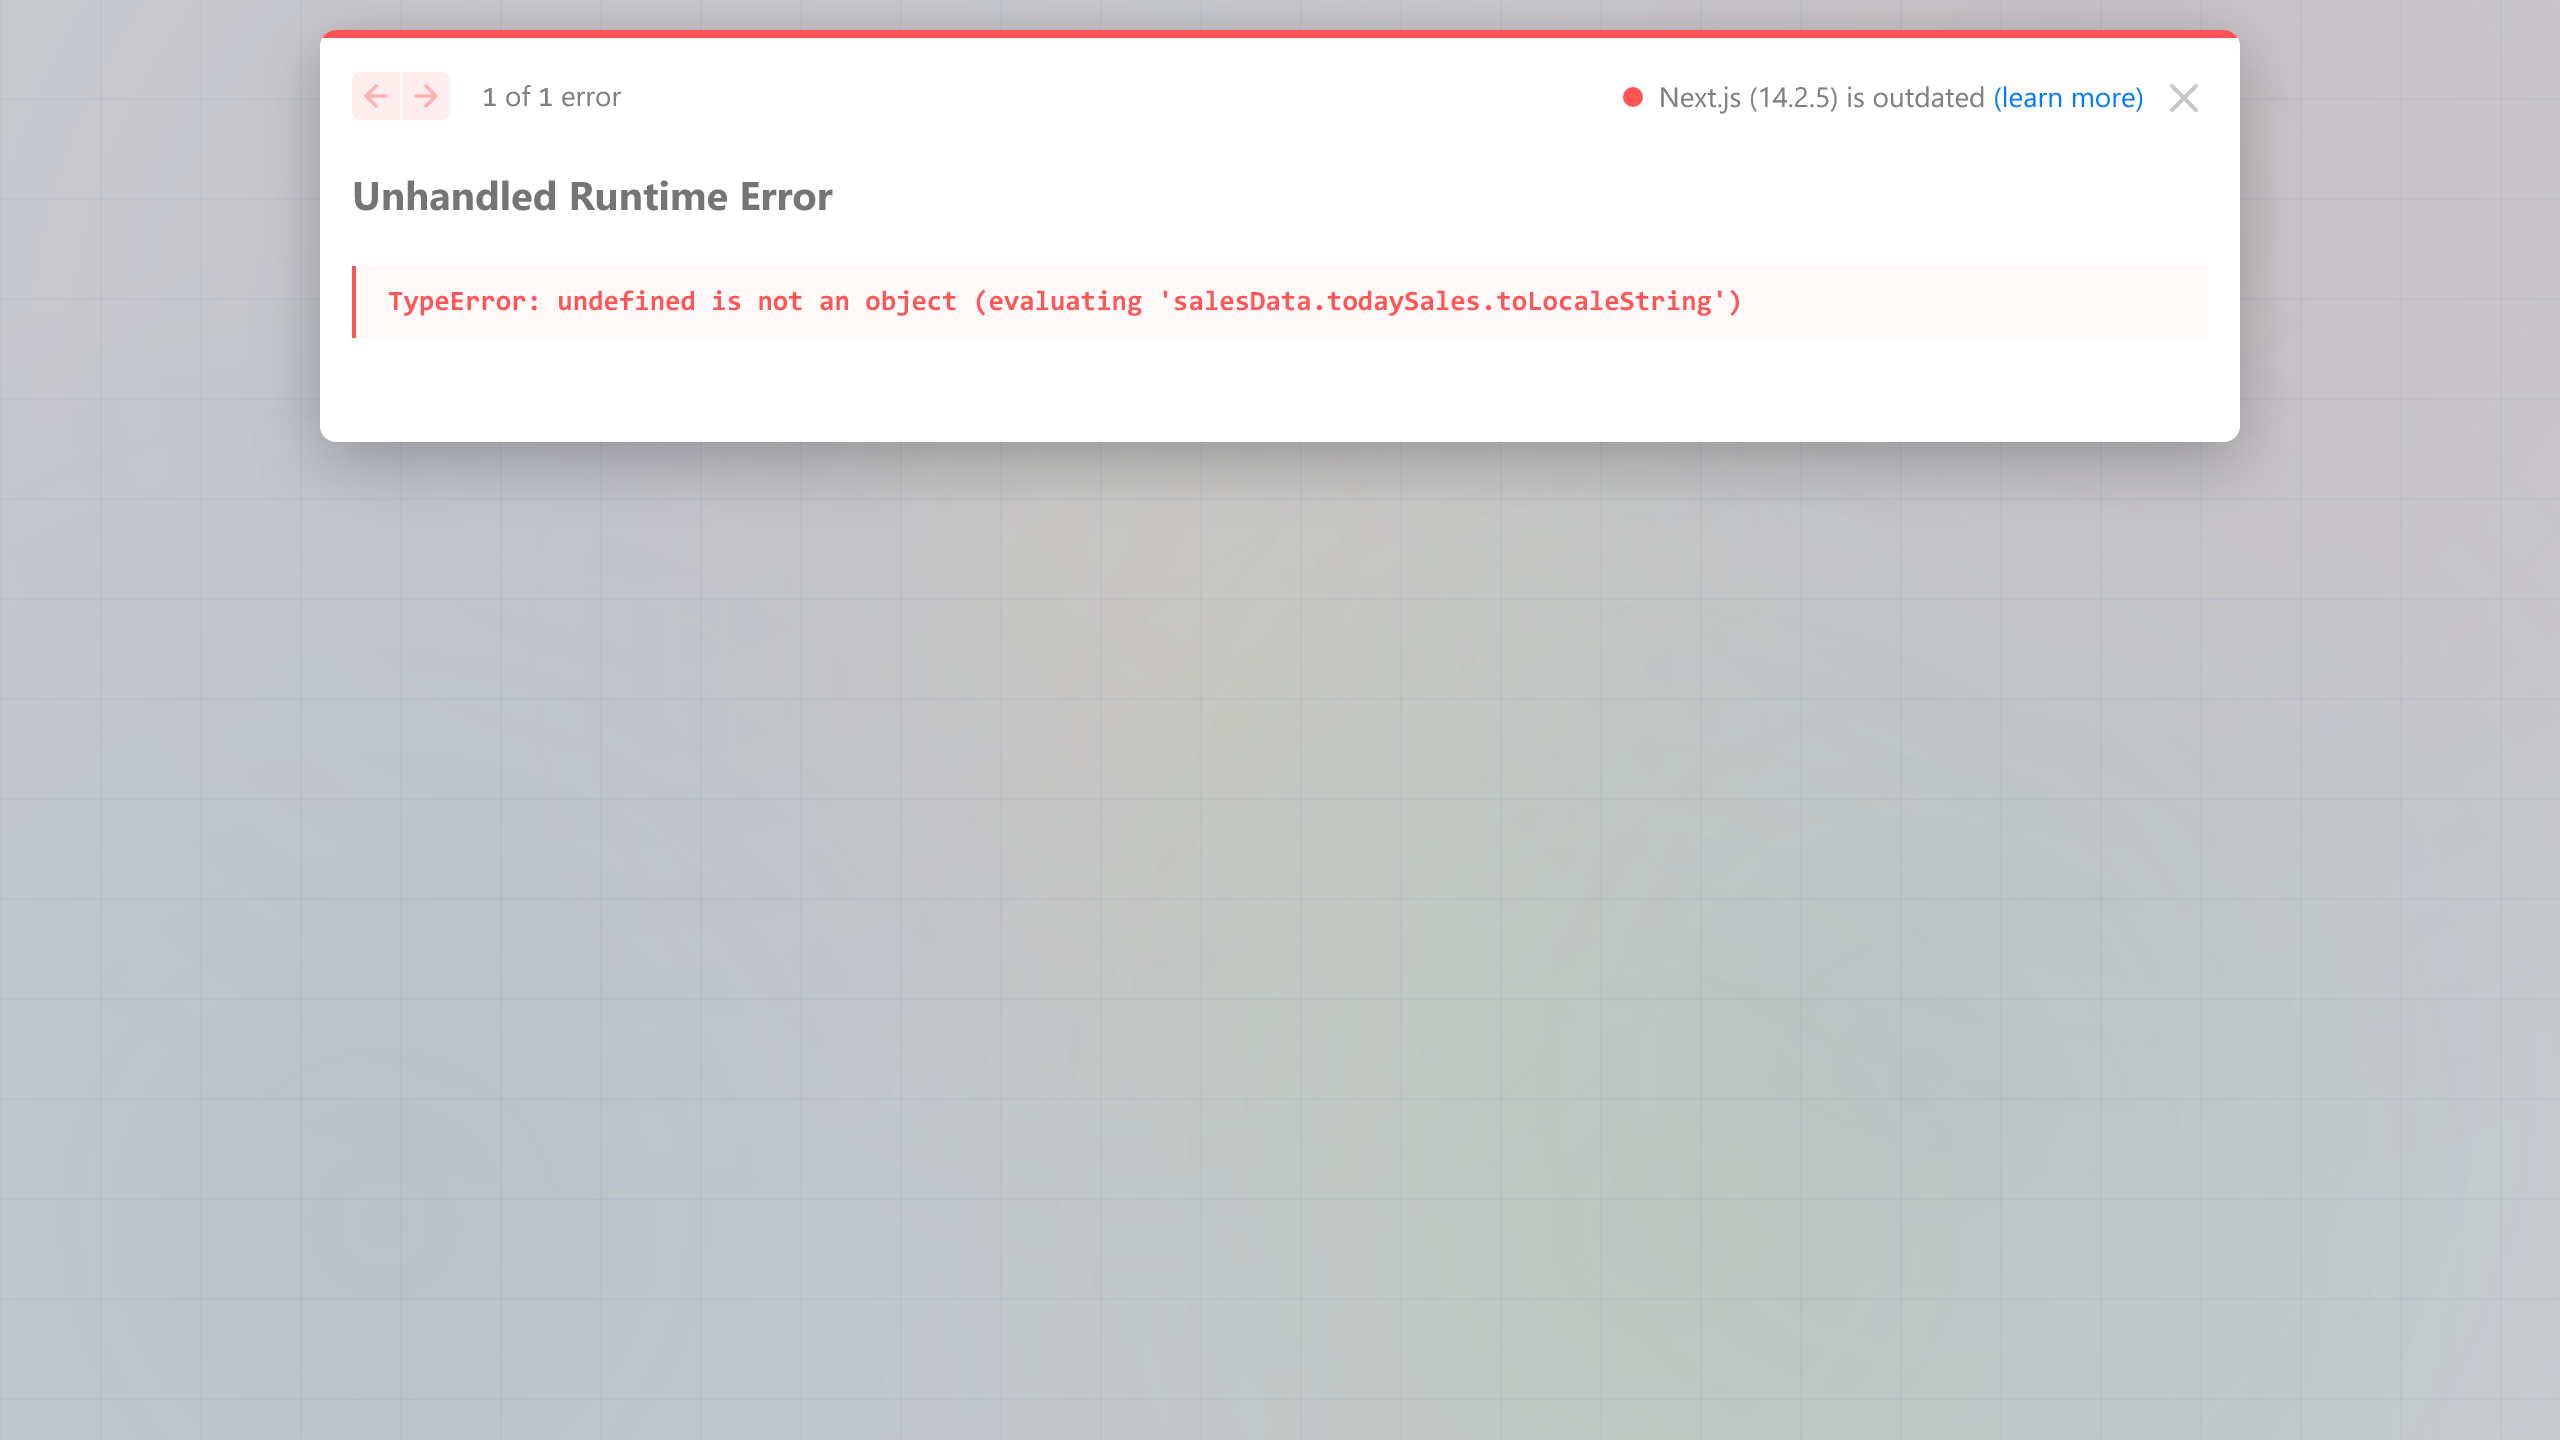 1 of 1 error
Next.js (14.2.5) is outdated (learn more)
Unhandled Runtime Error
TypeError: undefined is not an object (evaluating 'salesData.todaySales.toLocaleString')